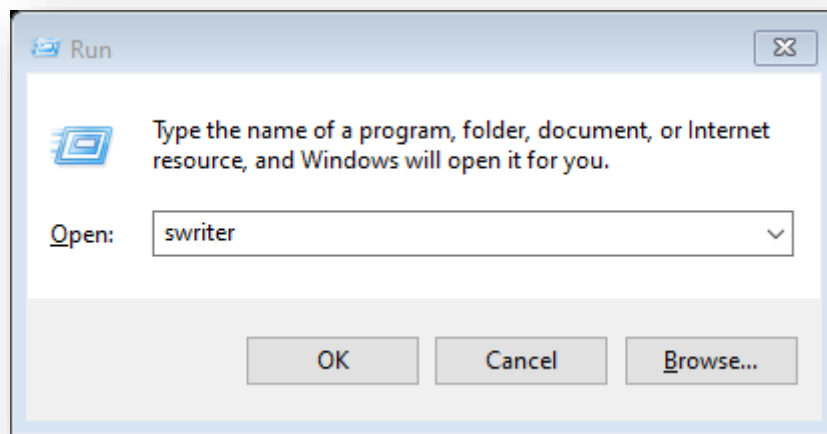 Run
Type the name of a program, folder, document, or Internet
resource, and Windows will open it for you.
Open:
swriter
OK
Cancel
Browse...